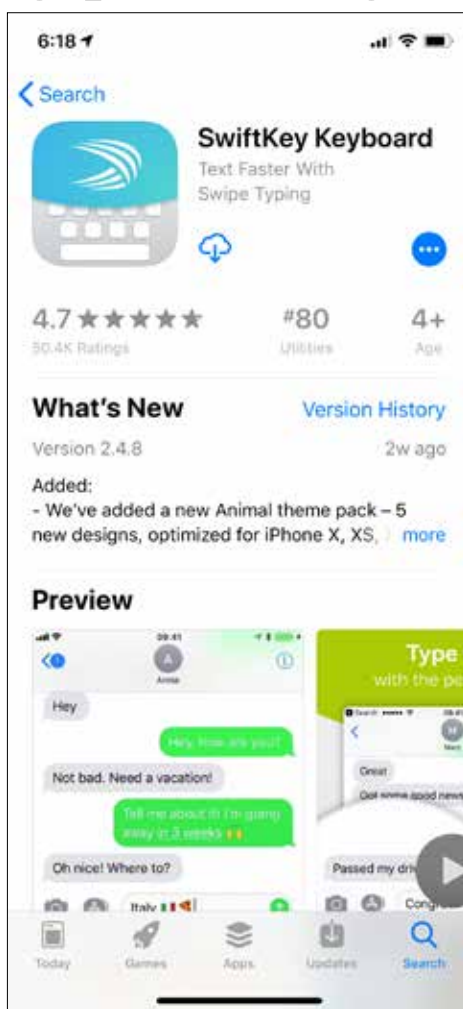 6:18
Search
SwiftKey Keyboard
Text Faster With
Swipe Typing
4.7 ★★★★★
#80
4+
50.4K Ratings
Utilities
Age
What's New
Version History
Version 2.4.8
2w ago
Added:
- We've added a new Animal theme pack – 5
new designs, optimized for iPhone X, XS,
more
Preview
09:41
A
Anna
Hey
Hey, How are you?
Not bad. Need a vacation!
Tell me about it! I'm going
away in 3 weeks 🙌
Oh nice! Where to?
Italy 🇮🇹🍕
Type
with the
Search
M
Great
Got some good news
Passed my
Today
Games
Apps
Updates
Search